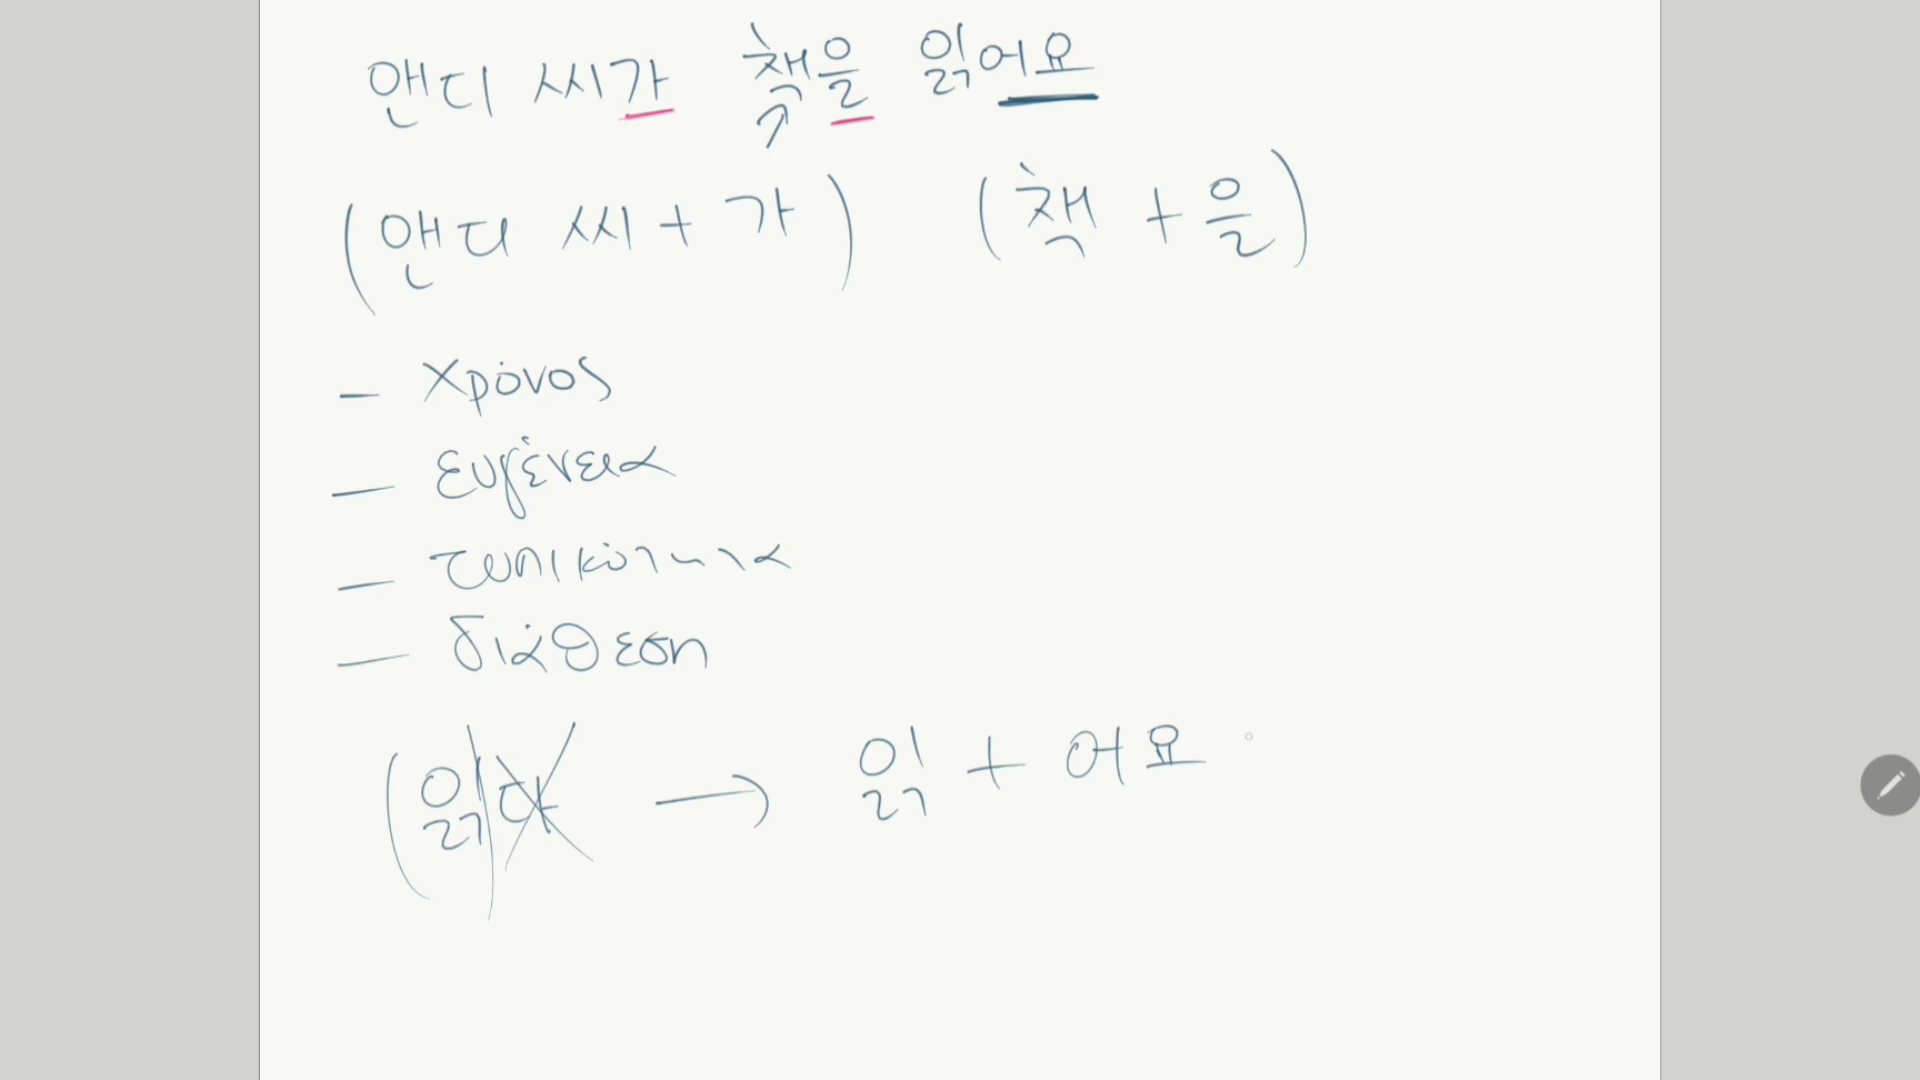 앤디 씨가 책을 읽어요
(앤디 씨 + 가) (책 + 을)
- χρόνος
- ευγένεια
- τυπικότητα
- διάθεση
(읽다 → 읽 + 어요